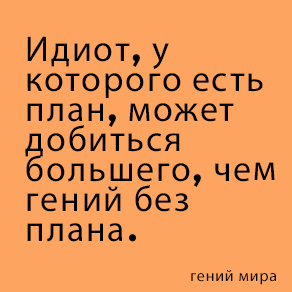 Идиот, у
которого есть
план, может
добиться
большего, чем
гений без
плана.
гений мира